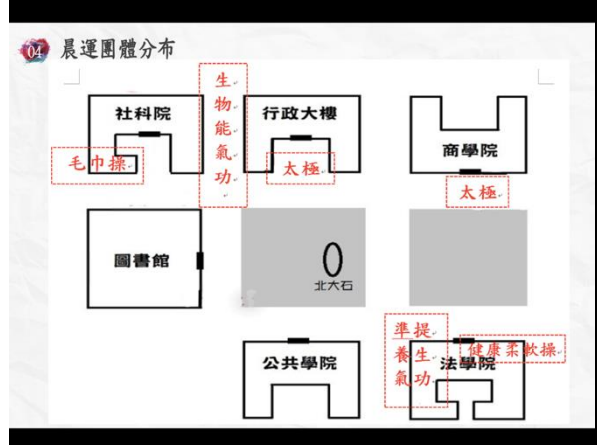 04 晨運團體分布
社科院
毛巾操
生物能氣功
行政大樓
太極
商學院
太極
圖書館
北大石
公共學院
準提養生氣功
法學院
健康柔軟操